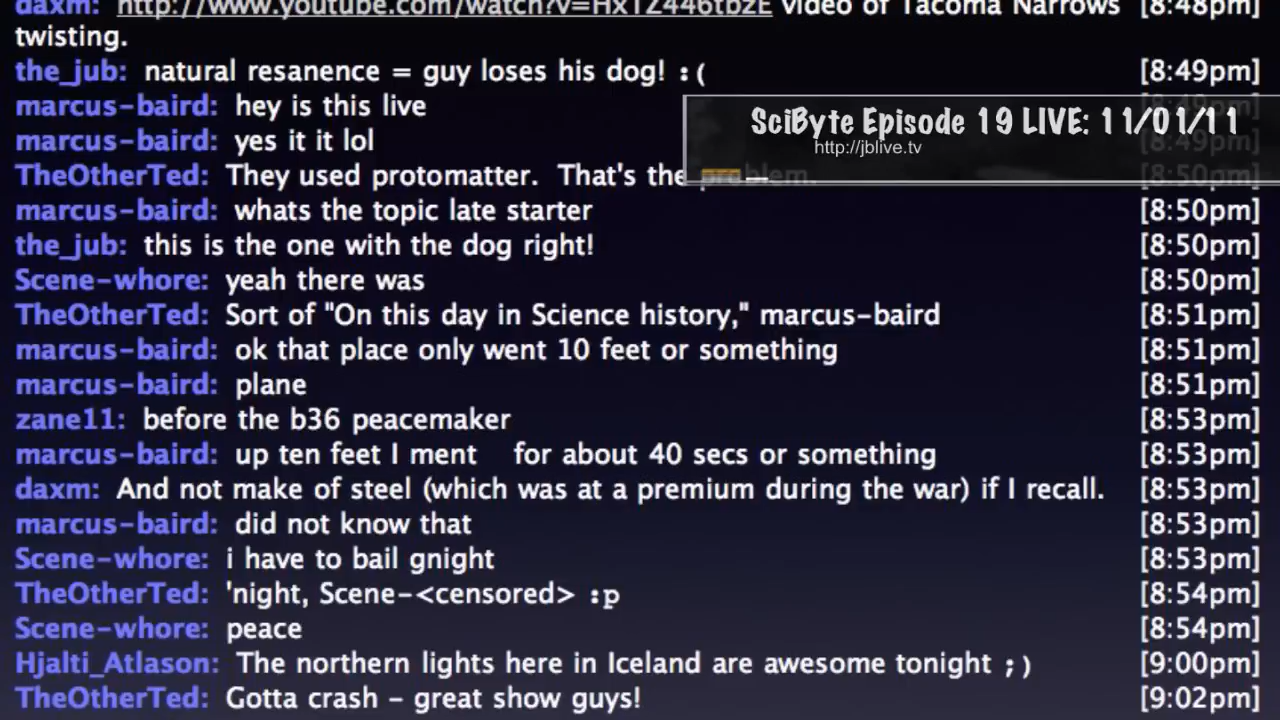 daxm: http://www.youtube.com/watch?v=HxTZ446tbzE video of Tacoma Narrows [8:48pm]
twisting.
the_jub: natural resanence = guy loses his dog! :( [8:49pm]
marcus-baird: hey is this live [8:49pm]
SciByte Episode 19 LIVE: 11/01/11
marcus-baird: yes it it lol [8:49pm]
http://jblive.tv
TheOtherTed: They used protomatter. That's the problem. [8:50pm]
marcus-baird: whats the topic late starter [8:50pm]
the_jub: this is the one with the dog right! [8:50pm]
Scene-whore: yeah there was [8:50pm]
TheOtherTed: Sort of "On this day in Science history," marcus-baird [8:51pm]
marcus-baird: ok that place only went 10 feet or something [8:51pm]
marcus-baird: plane [8:51pm]
zane11: before the b36 peacemaker [8:53pm]
marcus-baird: up ten feet I ment for about 40 secs or something [8:53pm]
daxm: And not make of steel (which was at a premium during the war) if I recall. [8:53pm]
marcus-baird: did not know that [8:53pm]
Scene-whore: i have to bail gnight [8:53pm]
TheOtherTed: 'night, Scene-<censored> :p [8:54pm]
Scene-whore: peace [8:54pm]
Hjalti_Atlason: The northern lights here in Iceland are awesome tonight ;) [9:00pm]
TheOtherTed: Gotta crash - great show guys! [9:02pm]